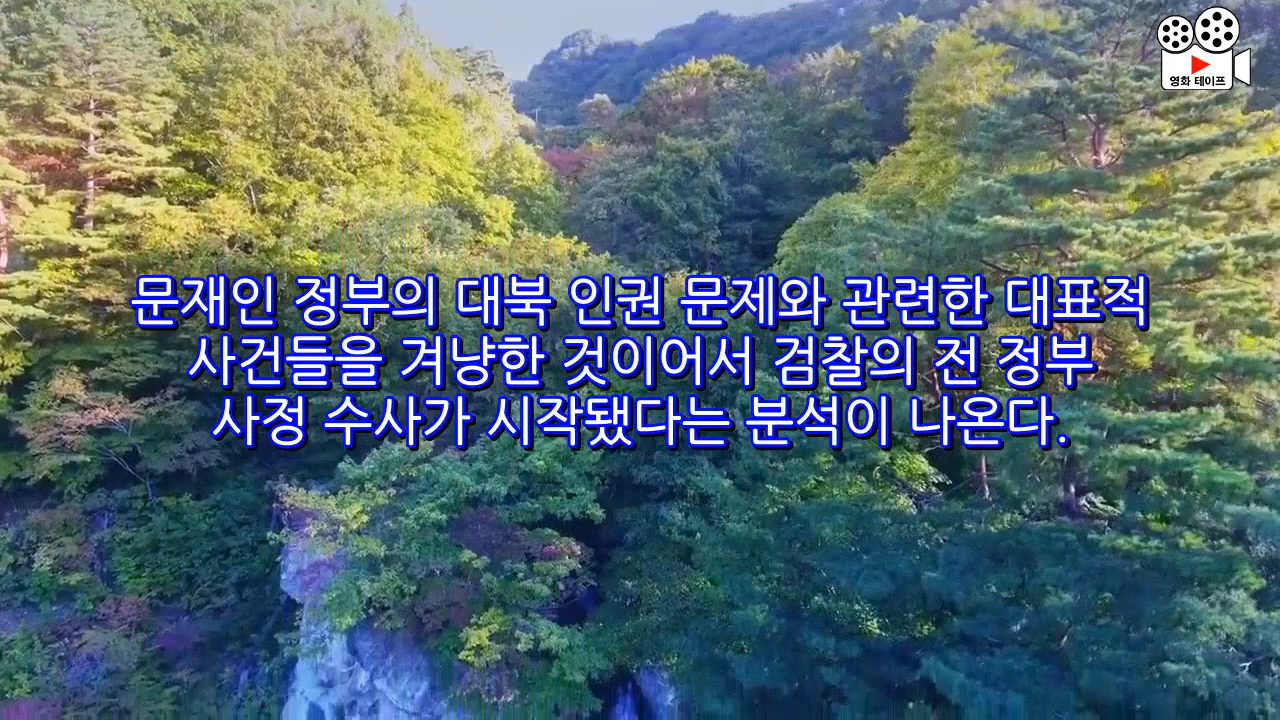 영화 테이프
문재인 정부의 대북 인권 문제와 관련한 대표적
사건들을 겨냥한 것이어서 검찰의 전 정부
사정 수사가 시작됐다는 분석이 나온다.